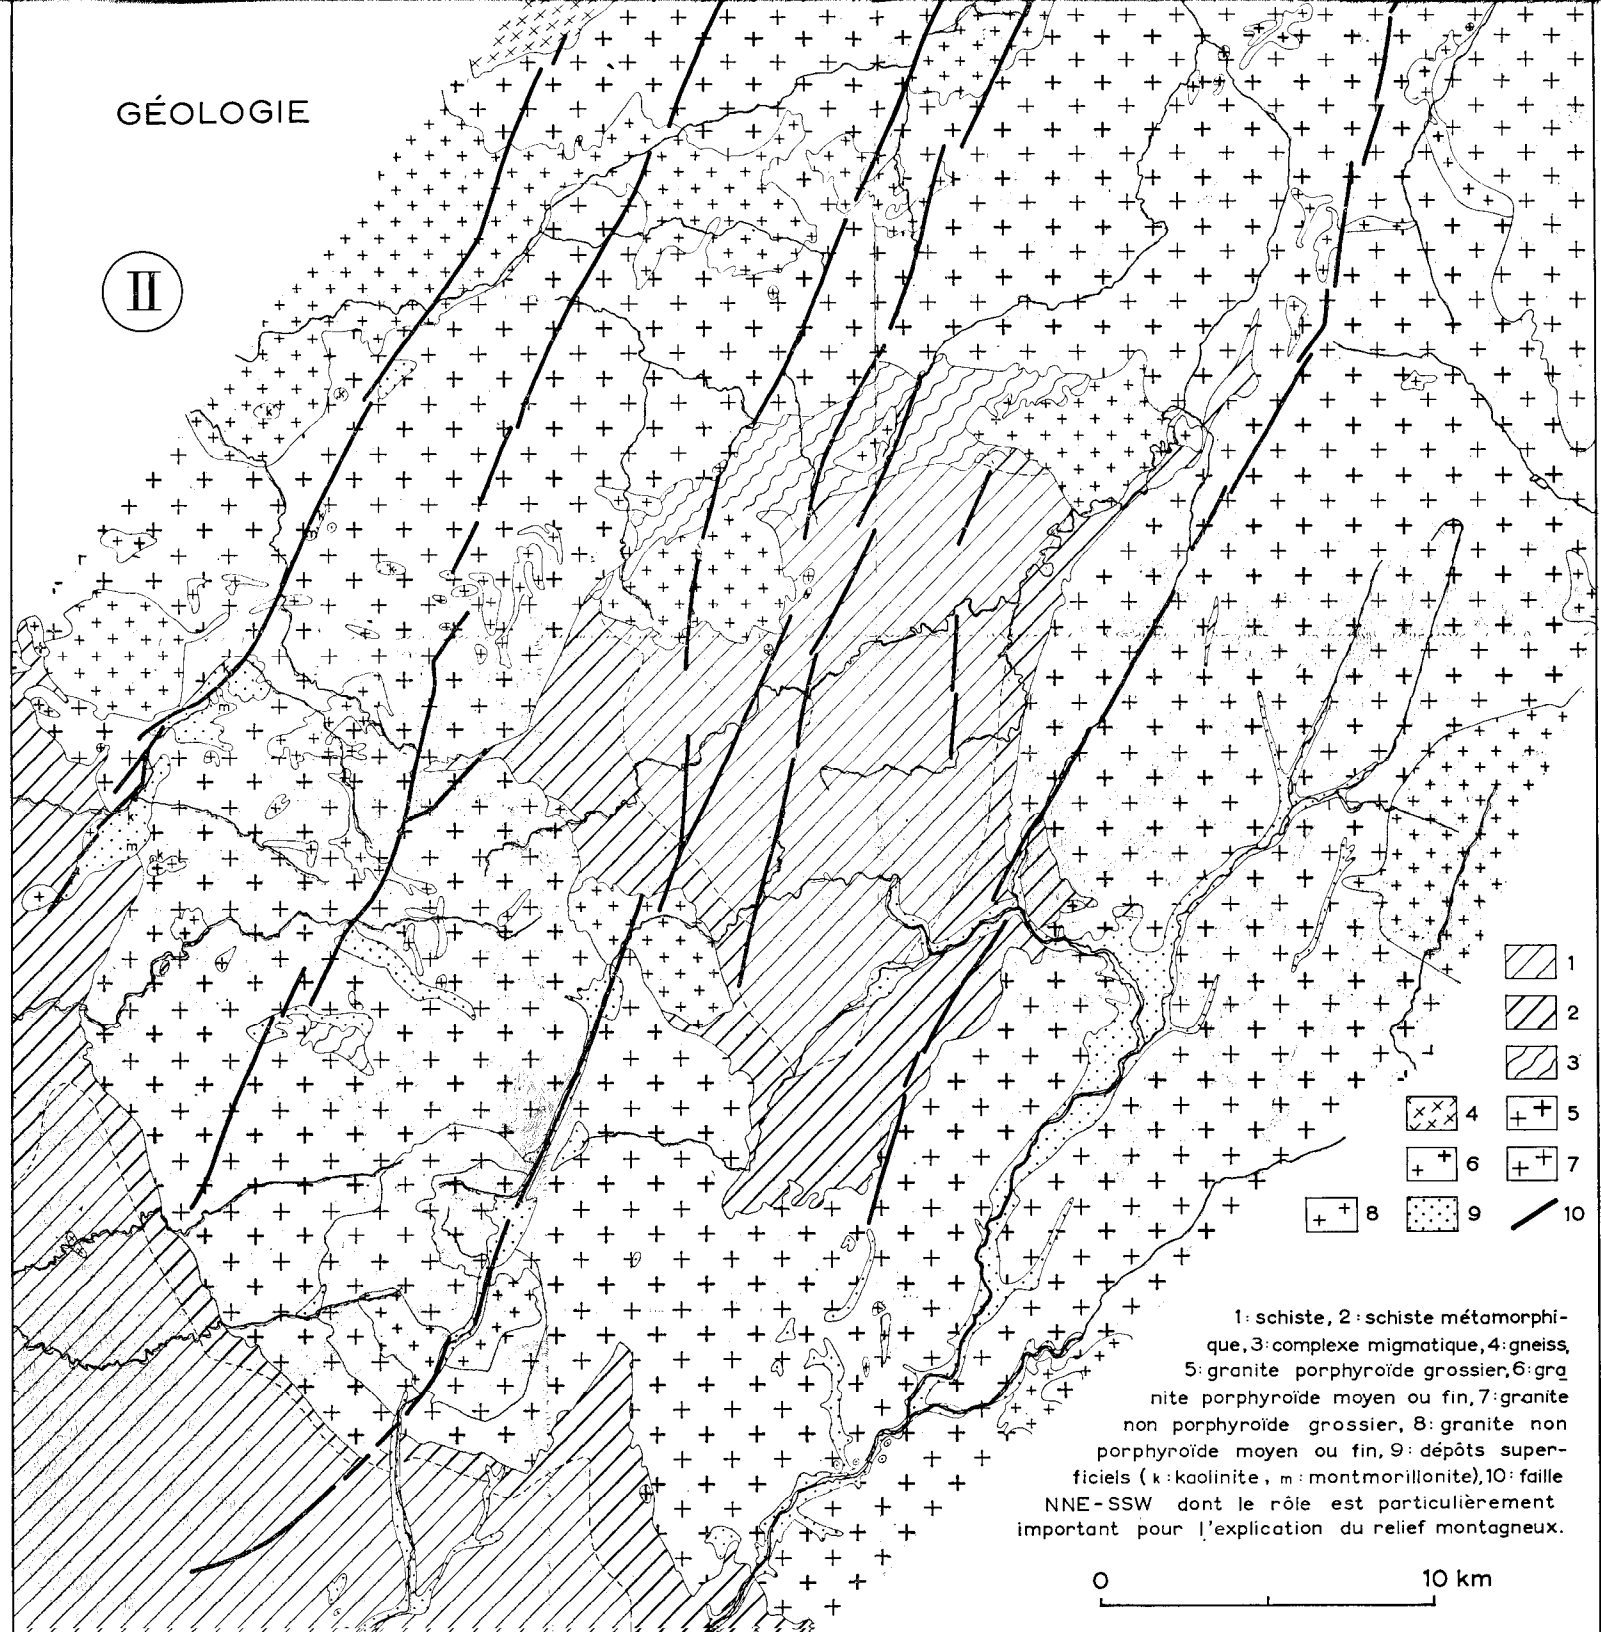 GÉOLOGIE
II
1
2
3
4 5
6 7
8 9 10
k
k
m
k
m
1: schiste, 2: schiste métamorphi-
que, 3: complexe migmatique, 4: gneiss,
5: granite porphyroïde grossier, 6: gra
nite porphyroïde moyen ou fin, 7: granite
non porphyroïde grossier, 8: granite non
porphyroïde moyen ou fin, 9: dépôts super-
ficiels (k: kaolinite, m: montmorillonite), 10: faille
NNE-SSW dont le rôle est particulièrement
important pour l'explication du relief montagneux.
0 10 km